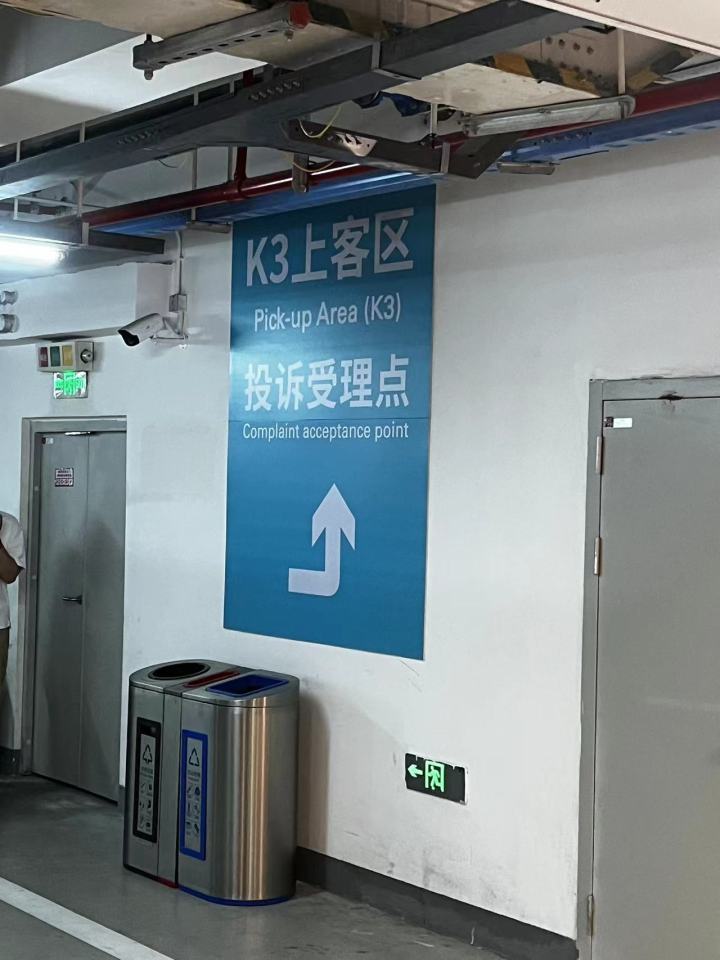 K3上客区
Pick-up Area (K3)
投诉受理点
Complaint acceptance point